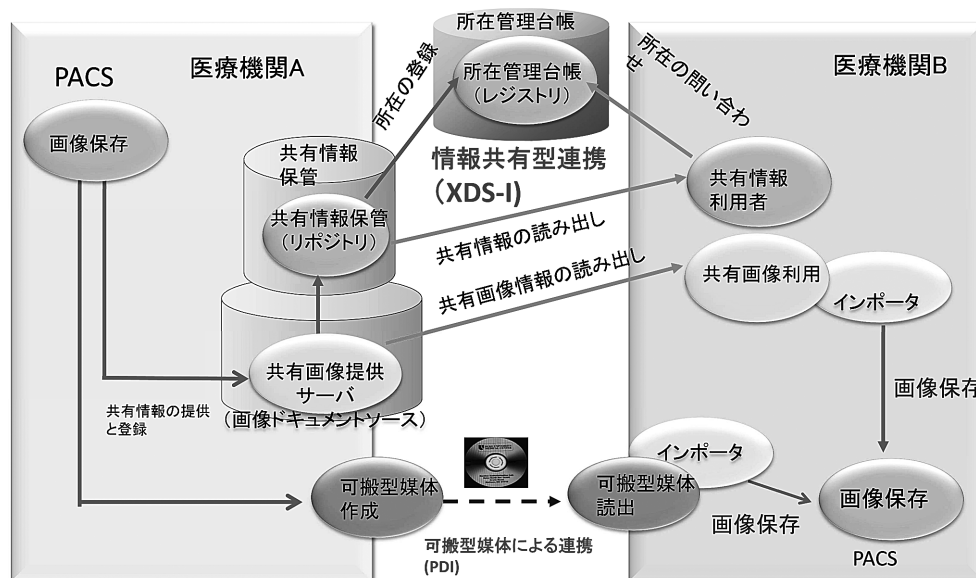 所在管理台帳
医療機関A
PACS
所在管理台帳
(レジストリ)
医療機関B
所在の登録
所在の問い合わ
せ
画像保存
共有情報
保管
情報共有型連携
(XDS-I)
共有情報
利用者
共有情報保管
(リポジトリ)
共有情報の読み出し
共有画像情報の読み出し
共有画像利用
インポータ
共有画像提供
サーバ
(画像ドキュメントソース)
画像保存
共有情報の提供
と登録
インポータ
可搬型媒体
作成
可搬型媒体
読出
画像保存
画像保存
可搬型媒体による連携
(PDI)
PACS